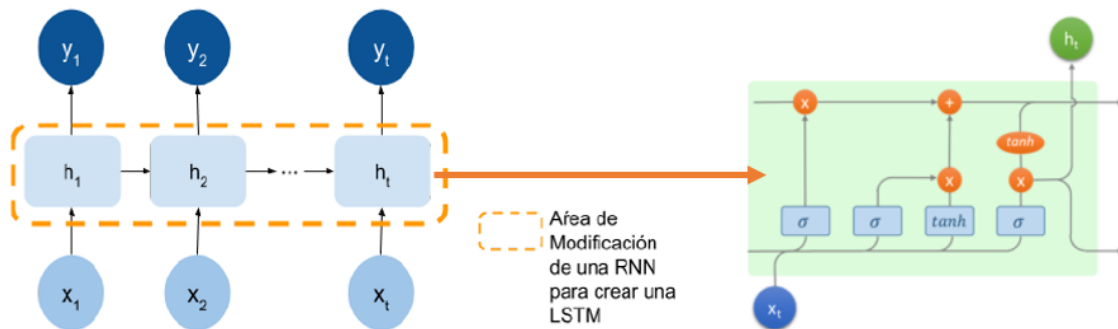 y1 y2 yt
h1 h2 ... ht
x1 x2 xt
Aŕea de
Modificación
de una RNN
para crear una
LSTM
ht
x +
tanh
x x
σ σ tanh σ
xt